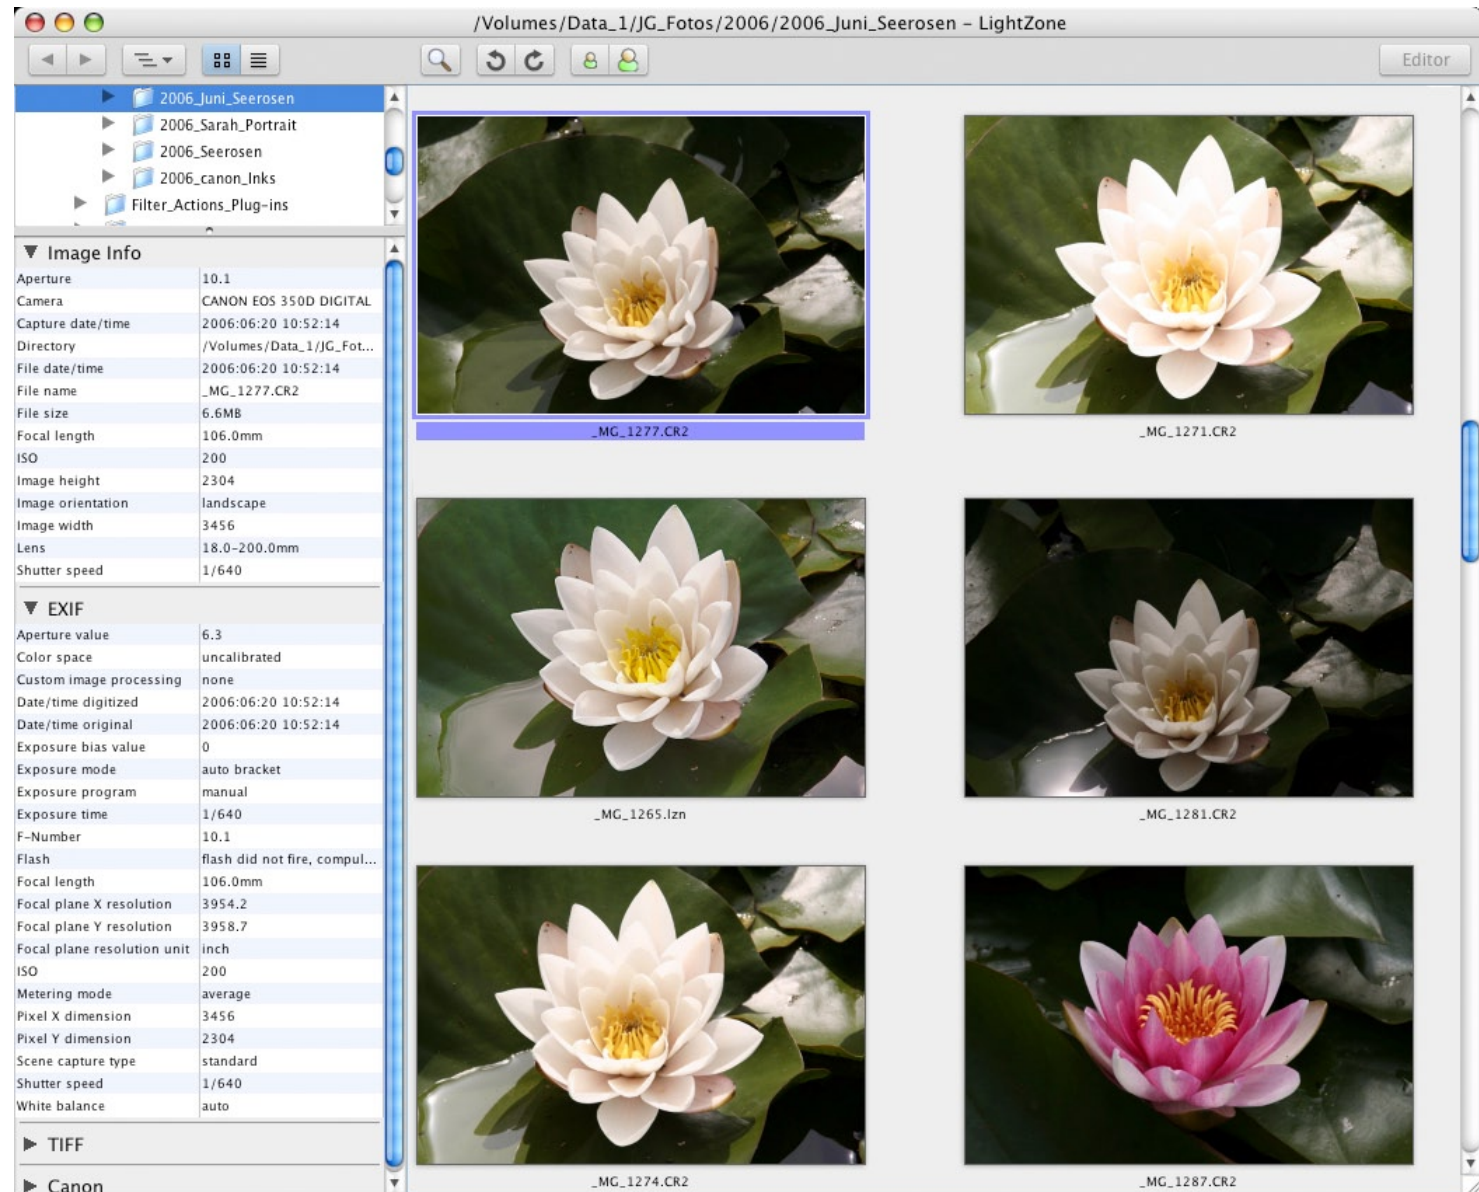 /Volumes/Data_1/JG_Fotos/2006/2006_Juni_Seerosen – LightZone
Editor
2006_Juni_Seerosen
2006_Sarah_Portrait
2006_Seerosen
2006_canon_Inks
Filter_Actions_Plug-ins
Image Info
Aperture 10.1
Camera CANON EOS 350D DIGITAL
Capture date/time 2006:06:20 10:52:14
Directory /Volumes/Data_1/JG_Fot...
File date/time 2006:06:20 10:52:14
File name _MG_1277.CR2
File size 6.6MB
Focal length 106.0mm
ISO 200
Image height 2304
Image orientation landscape
Image width 3456
Lens 18.0-200.0mm
Shutter speed 1/640
EXIF
Aperture value 6.3
Color space uncalibrated
Custom image processing none
Date/time digitized 2006:06:20 10:52:14
Date/time original 2006:06:20 10:52:14
Exposure bias value 0
Exposure mode auto bracket
Exposure program manual
Exposure time 1/640
F-Number 10.1
Flash flash did not fire, compul...
Focal length 106.0mm
Focal plane X resolution 3954.2
Focal plane Y resolution 3958.7
Focal plane resolution unit inch
ISO 200
Metering mode average
Pixel X dimension 3456
Pixel Y dimension 2304
Scene capture type standard
Shutter speed 1/640
White balance auto
TIFF
Canon
_MG_1277.CR2
_MG_1271.CR2
_MG_1265.lzn
_MG_1281.CR2
_MG_1274.CR2
_MG_1287.CR2